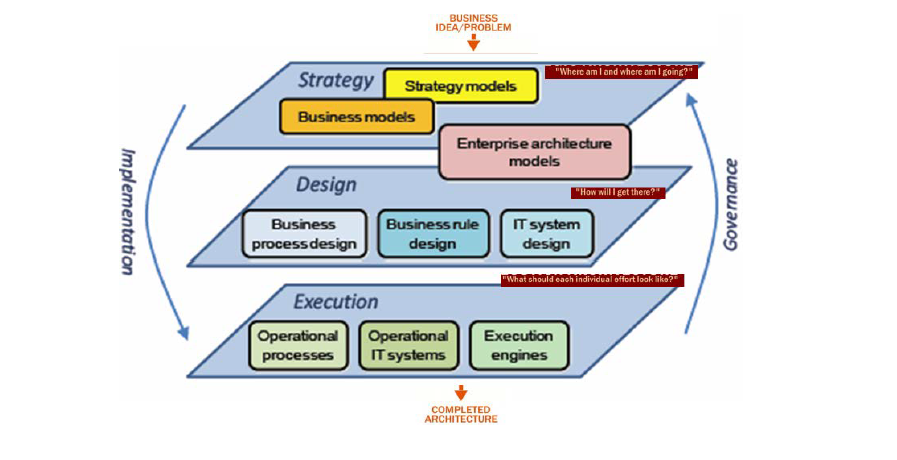 BUSINESS
IDEA/PROBLEM
Strategy
Strategy models
"Where am I and where am I going?"
Business models
Enterprise architecture
models
Implementation
Governance
Design
"How will I get there?"
Business
process design
Business rule
design
IT system
design
"What should each individual effort look like?"
Execution
Operational
processes
Operational
IT systems
Execution
engines
COMPLETED
ARCHITECTURE